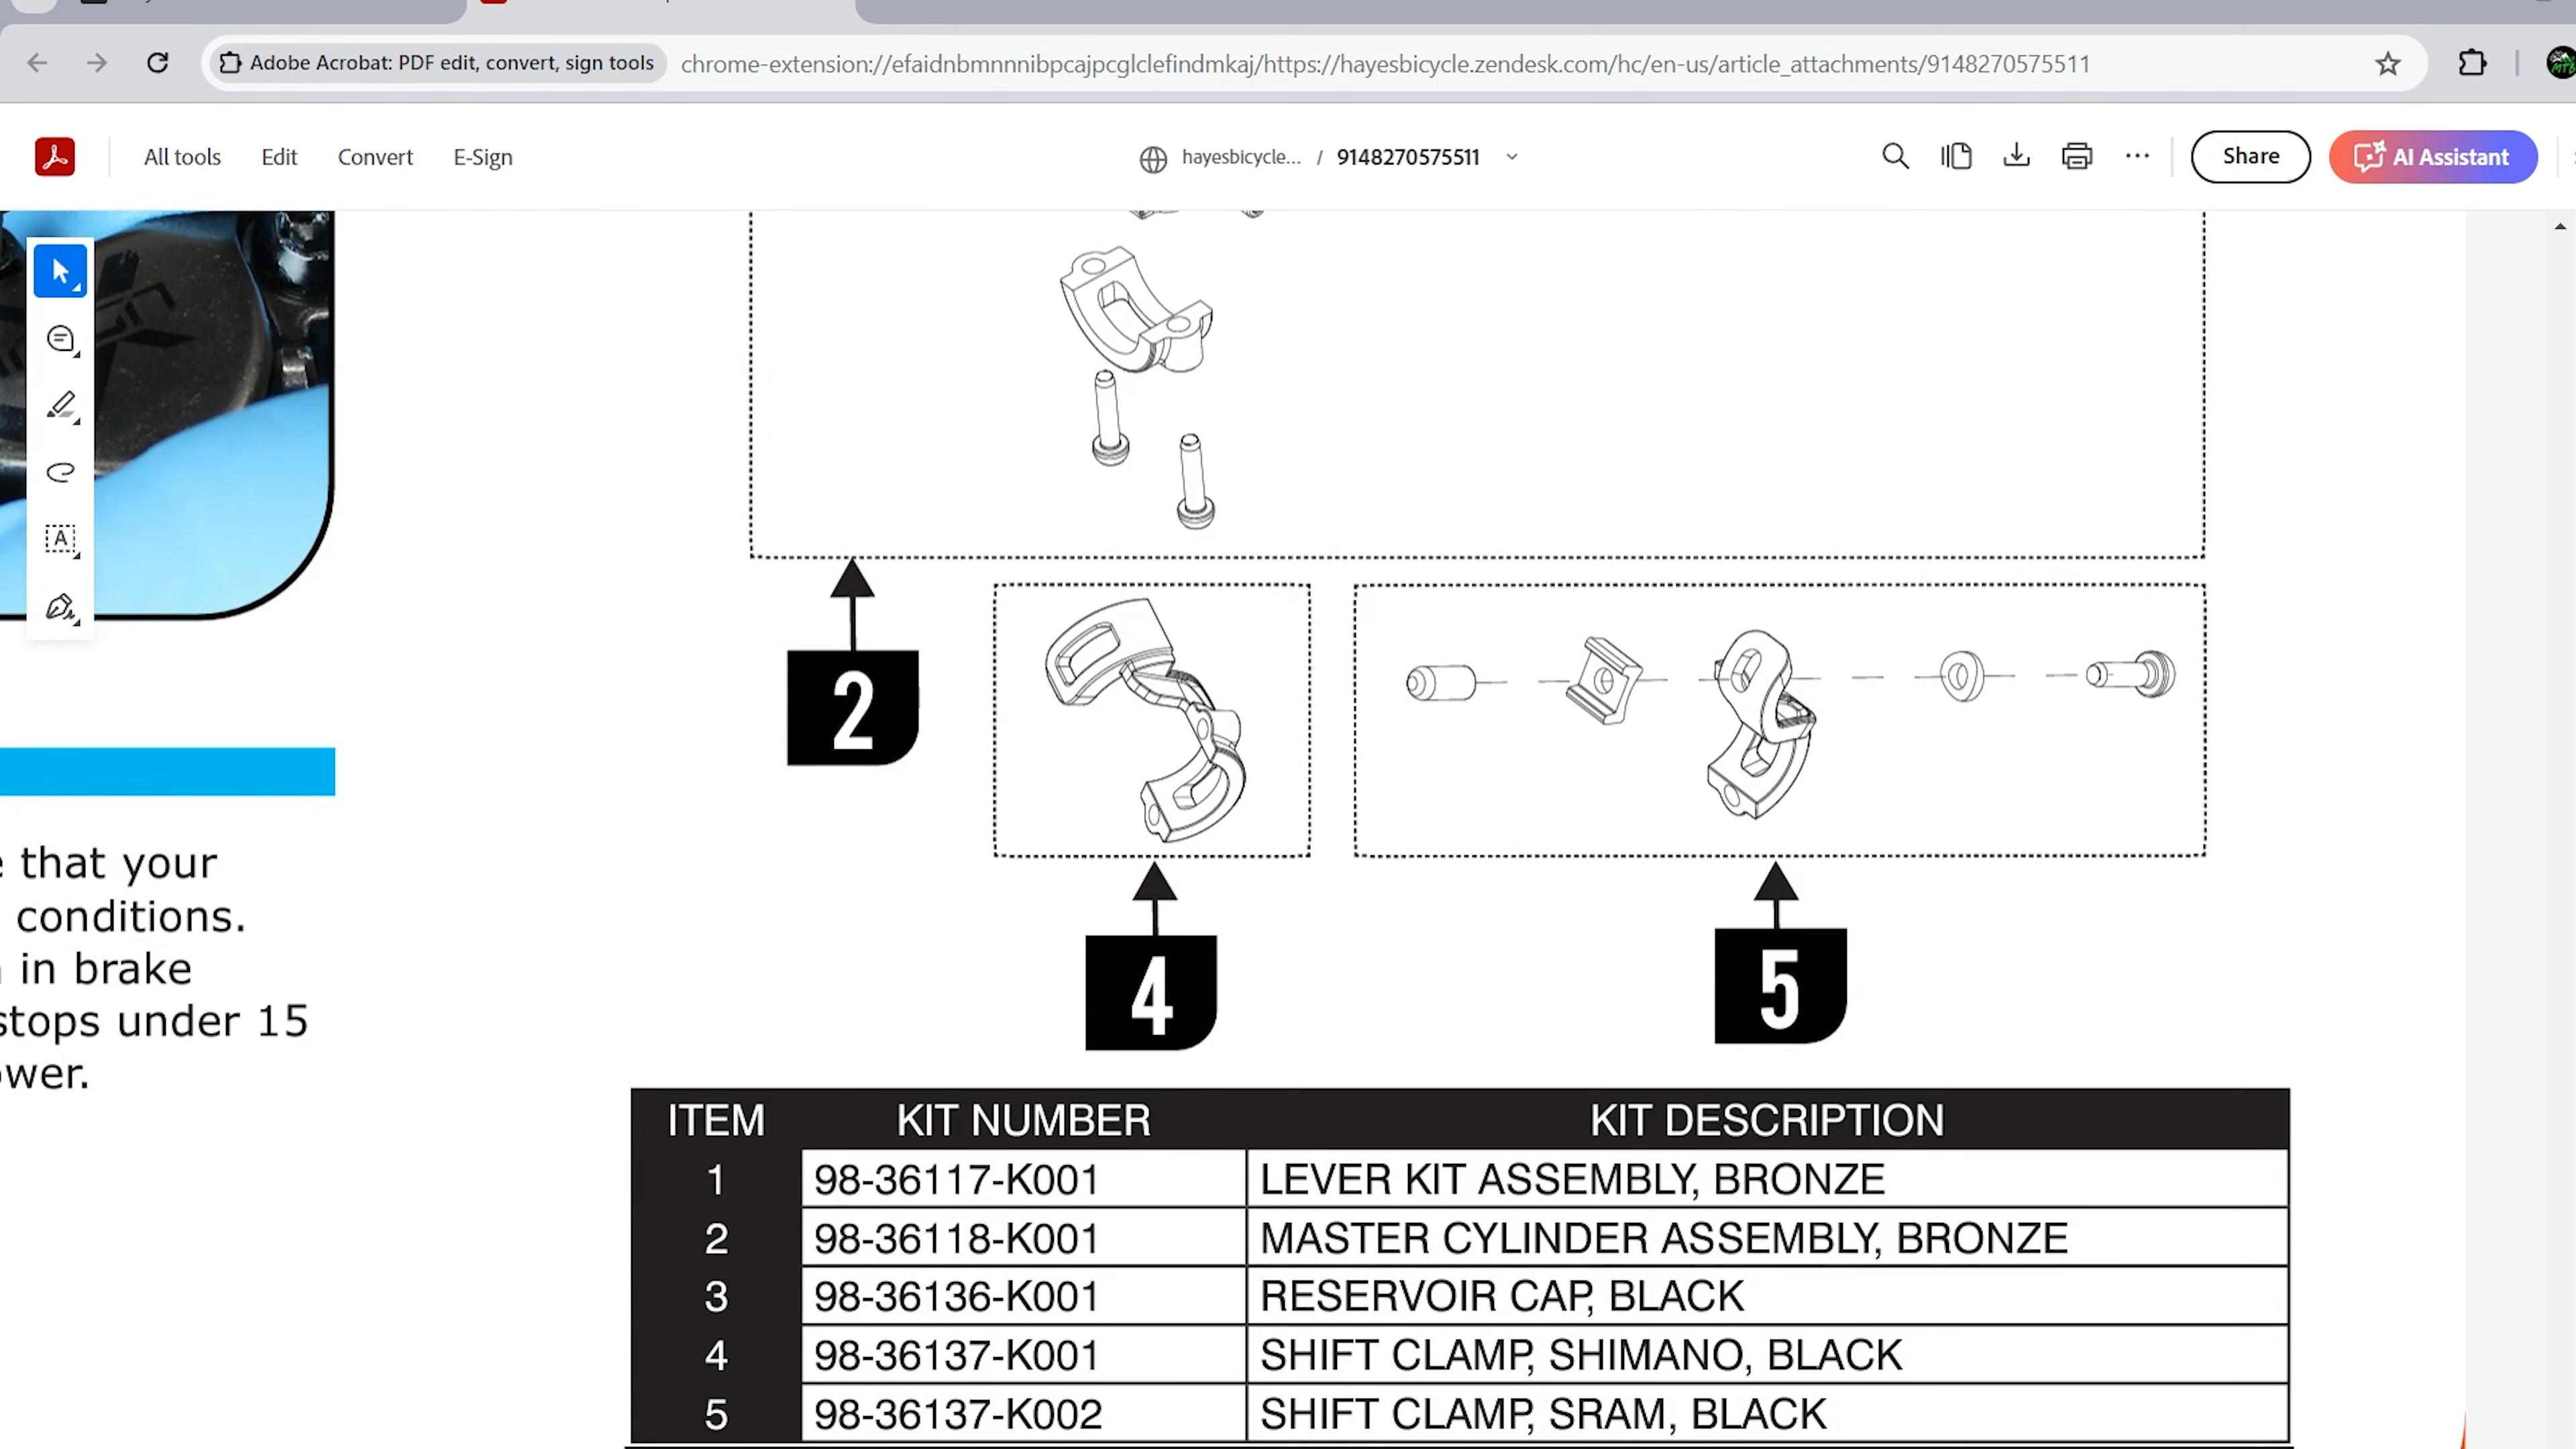 Adobe Acrobat: PDF edit, convert, sign tools chrome-extension://efaidnbmnnnibpcajpcglclefindmkaj/https://hayesbicycle.zendesk.com/hc/en-us/article_attachments/9148270575511
All tools Edit Convert E-Sign hayesbicycle... / 9148270575511 Share AI Assistant
A
2
4
5
that your
conditions.
in brake
stops under 15
ower.
ITEM KIT NUMBER KIT DESCRIPTION
1 98-36117-K001 LEVER KIT ASSEMBLY, BRONZE
2 98-36118-K001 MASTER CYLINDER ASSEMBLY, BRONZE
3 98-36136-K001 RESERVOIR CAP, BLACK
4 98-36137-K001 SHIFT CLAMP, SHIMANO, BLACK
5 98-36137-K002 SHIFT CLAMP, SRAM, BLACK